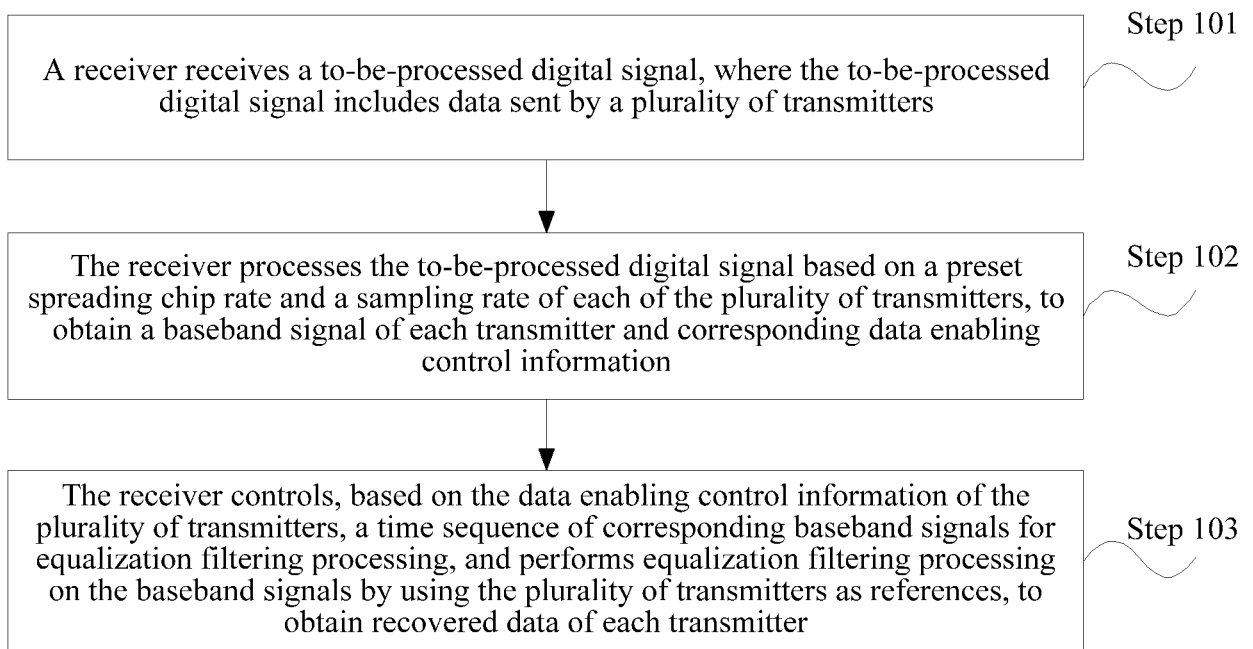 Step 101
A receiver receives a to-be-processed digital signal, where the to-be-processed
digital signal includes data sent by a plurality of transmitters
Step 102
The receiver processes the to-be-processed digital signal based on a preset
spreading chip rate and a sampling rate of each of the plurality of transmitters, to
obtain a baseband signal of each transmitter and corresponding data enabling
control information
Step 103
The receiver controls, based on the data enabling control information of the
plurality of transmitters, a time sequence of corresponding baseband signals for
equalization filtering processing, and performs equalization filtering processing
on the baseband signals by using the plurality of transmitters as references, to
obtain recovered data of each transmitter